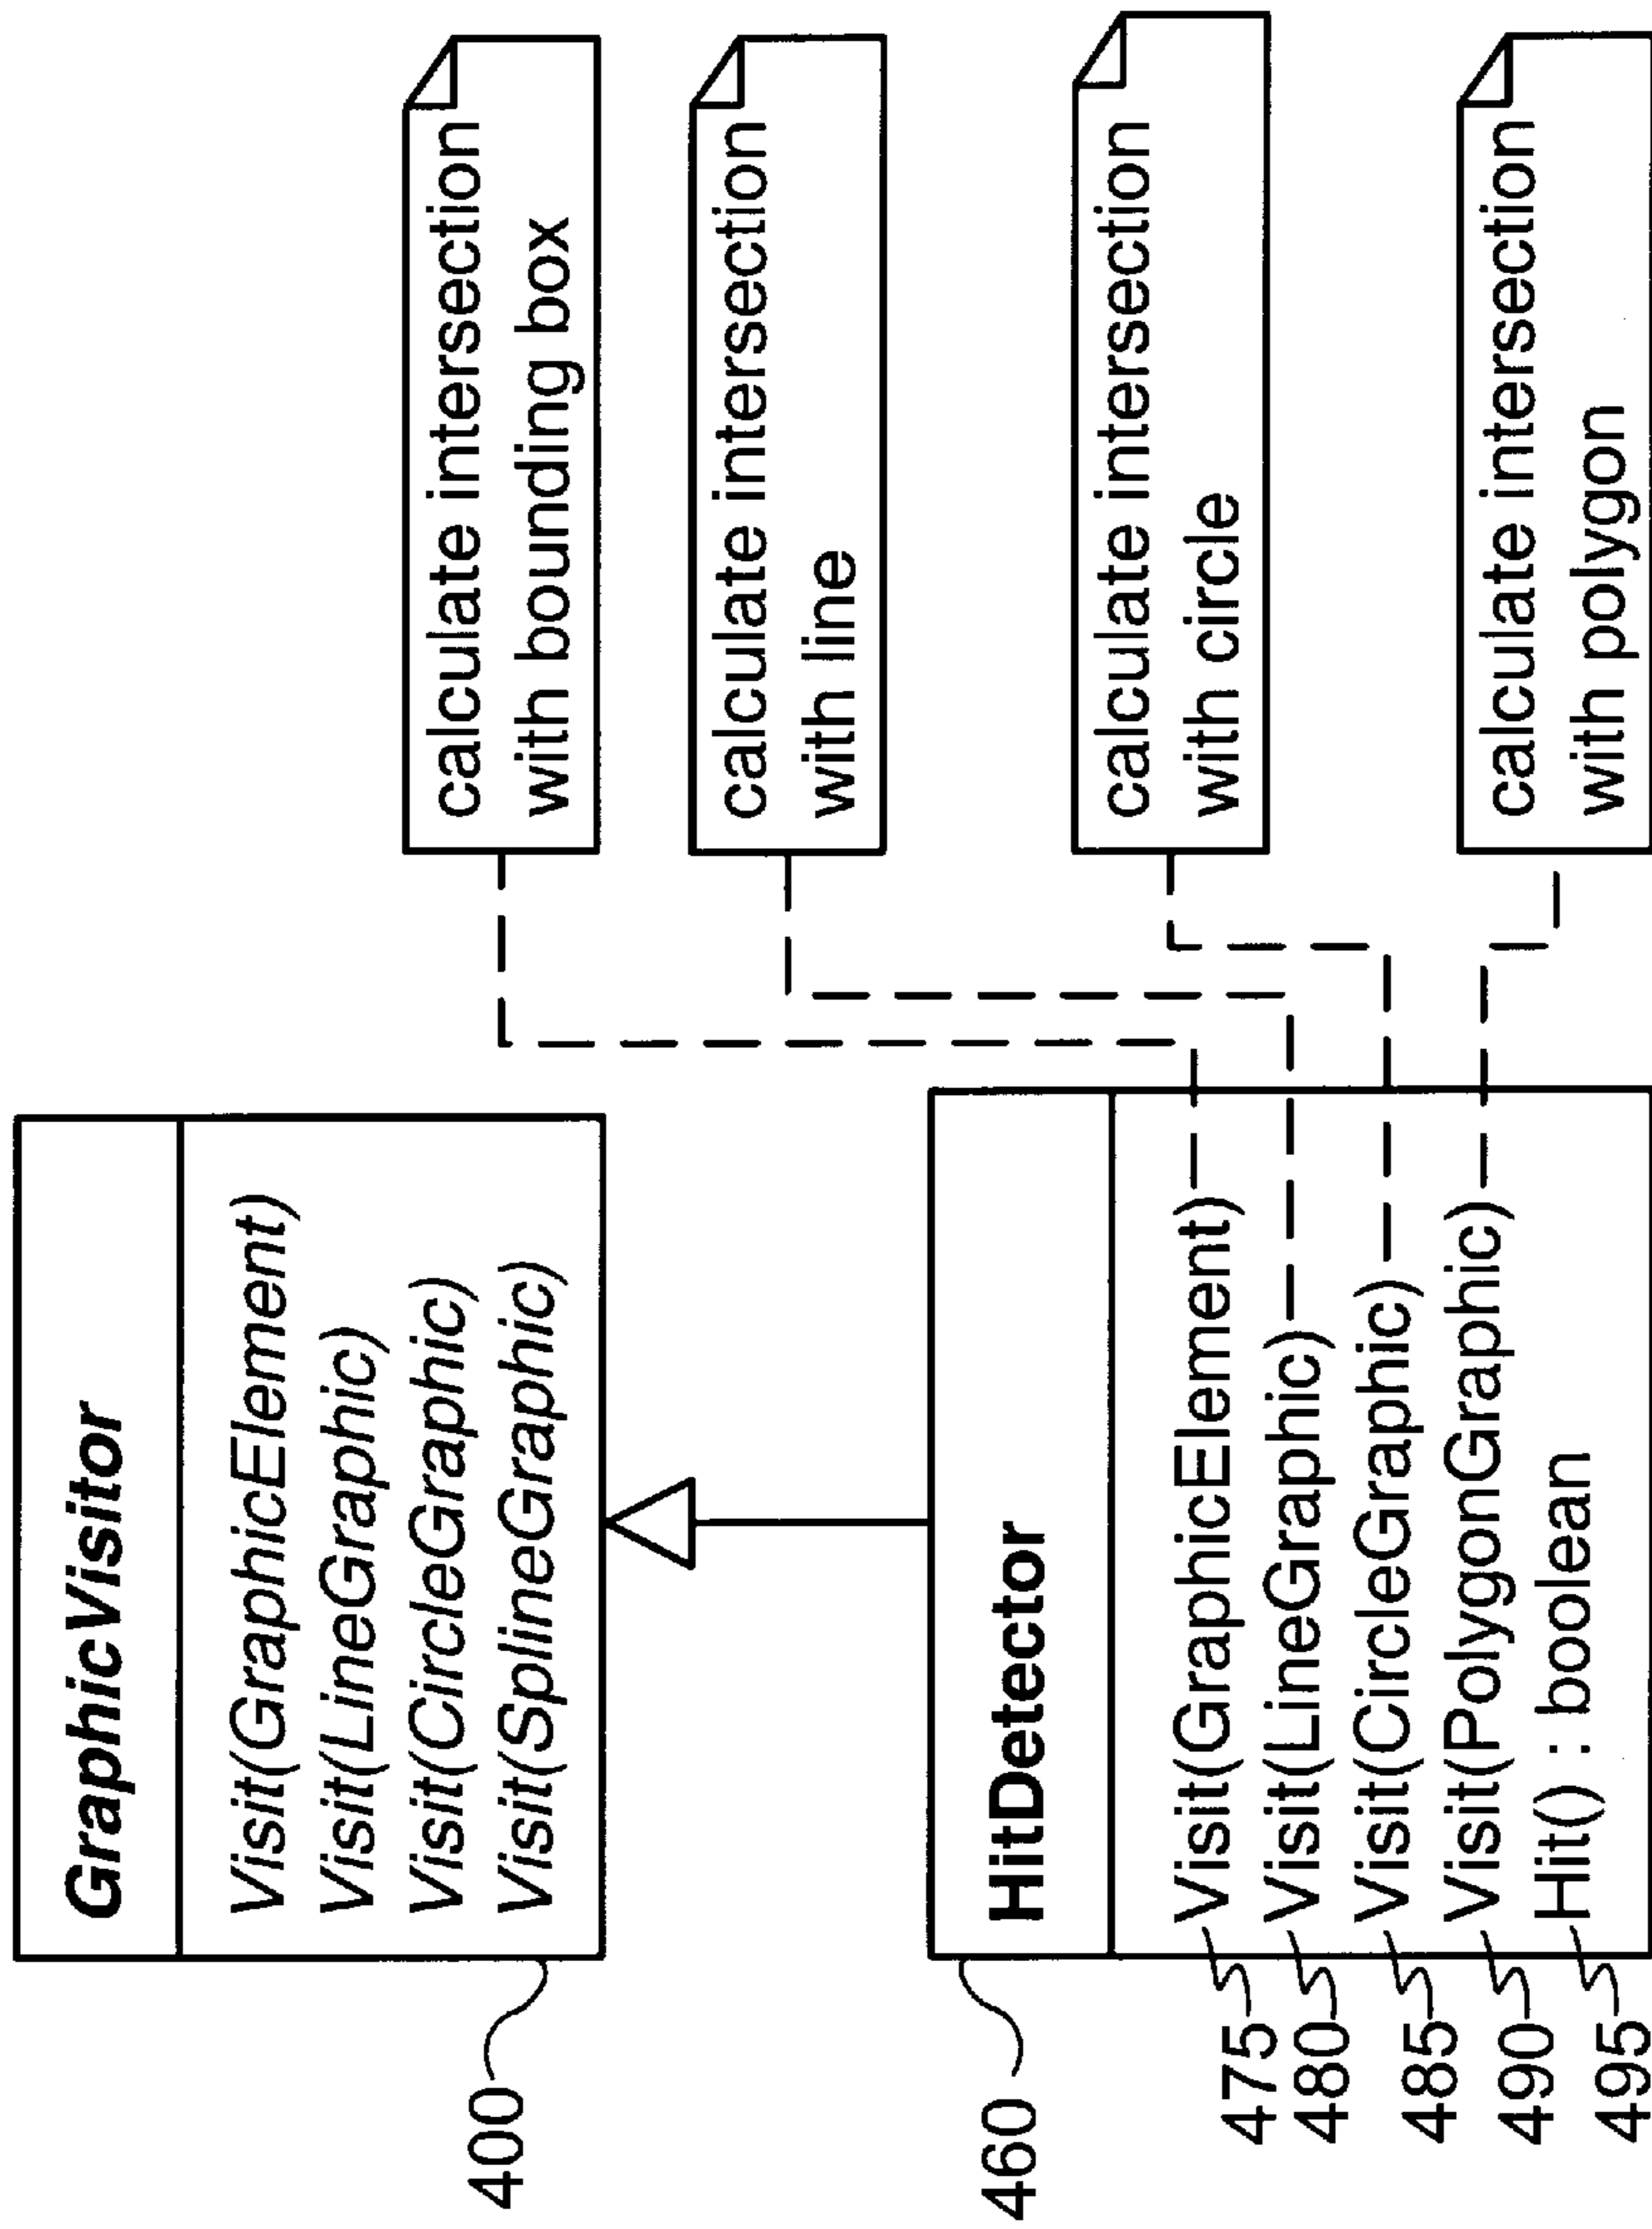 GraphicVisitor
Visit(GraphicElement)
Visit(LineGraphic)
Visit(CircleGraphic)
Visit(SplineGraphic)
400
HitDetector
460
475
Visit(GraphicElement)
480
Visit(LineGraphic)
485
Visit(CircleGraphic)
490
Visit(PolygonGraphic)
495
Hit() : boolean
calculate intersection
with bounding box
calculate intersection
with line
calculate intersection
with circle
calculate intersection
with polygon